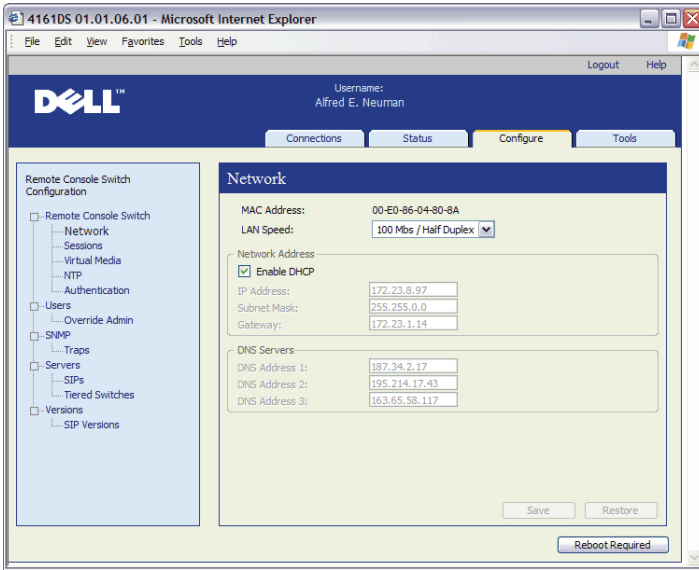 4161DS 01.01.06.01 - Microsoft Internet Explorer
File Edit View Favorites Tools Help
Logout Help
DELL™
Username:
Alfred E. Neuman
Connections Status Configure Tools
Remote Console Switch
Configuration
Remote Console Switch
Network
Sessions
Virtual Media
NTP
Authentication
Users
Override Admin
SNMP
Traps
Servers
SIPs
Tiered Switches
Versions
SIP Versions
Network
MAC Address: 00-E0-86-04-80-8A
LAN Speed: 100 Mbs / Half Duplex
Network Address
Enable DHCP
IP Address: 172.23.8.97
Subnet Mask: 255.255.0.0
Gateway: 172.23.1.14
DNS Servers
DNS Address 1: 187.34.2.17
DNS Address 2: 195.214.17.43
DNS Address 3: 163.65.58.117
Save Restore
Reboot Required